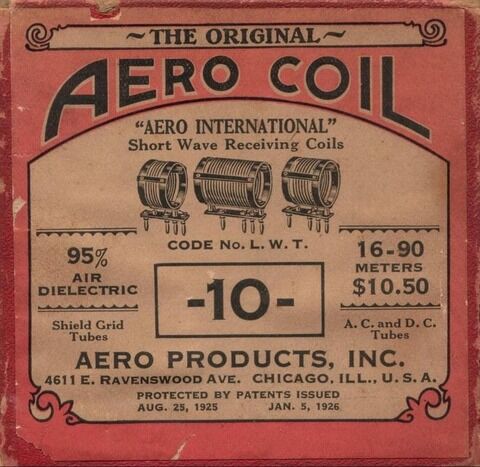 ~THE ORIGINAL~
AERO COIL
"AERO INTERNATIONAL"
Short Wave Receiving Coils
CODE No. L. W. T.
95%
AIR
DIELECTRIC
Shield Grid
Tubes
-10-
16-90
METERS
$10.50
A. C. and D. C.
Tubes
AERO PRODUCTS, INC.
4611 E. RAVENSWOOD AVE. CHICAGO, ILL., U. S. A.
PROTECTED BY PATENTS ISSUED
AUG. 25, 1925 JAN. 5, 1926